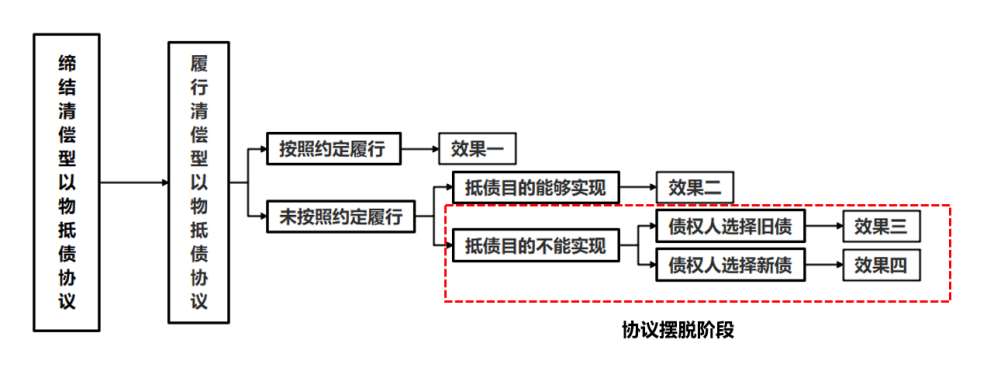 缔结清偿型以物抵债协议
履行清偿型以物抵债协议
按照约定履行
效果一
未按照约定履行
抵债目的能够实现
效果二
抵债目的不能实现
债权人选择旧债
效果三
债权人选择新债
效果四
协议摆脱阶段